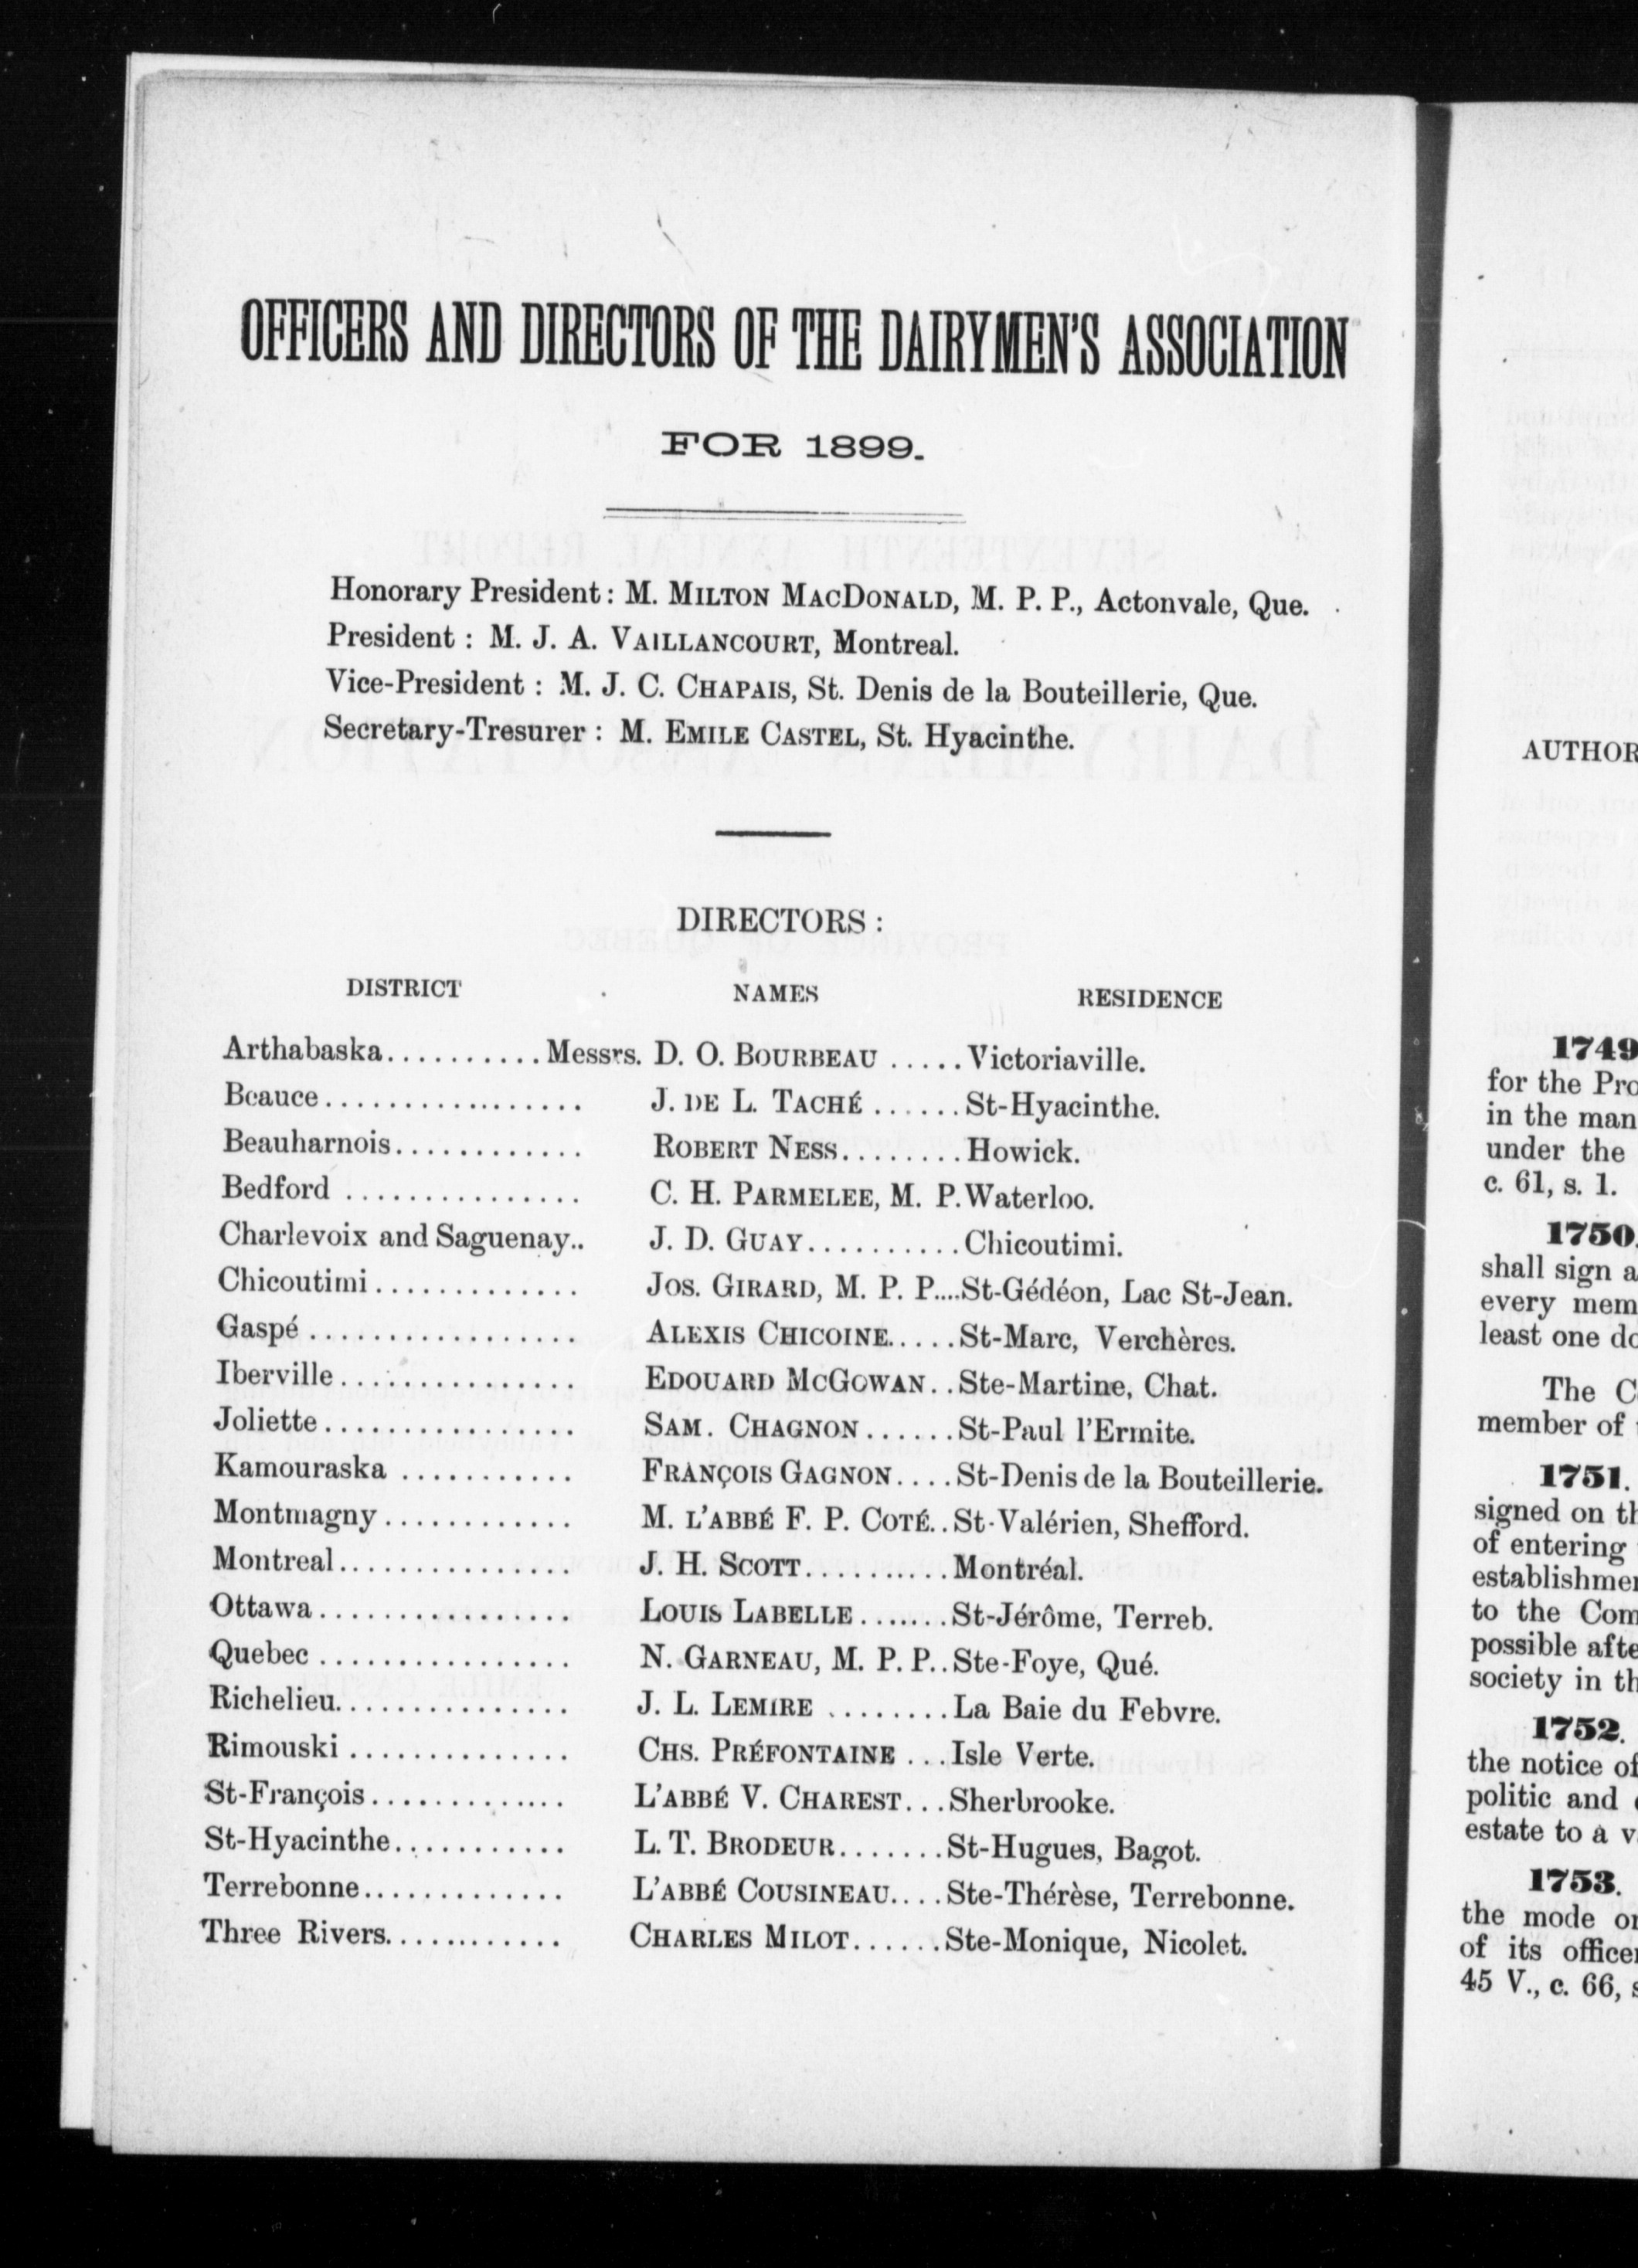 OFFICERS AND DIRECTORS OF THE DAIRYMEN'S ASSOCIATION
FOR 1899.
Honorary President : M. MILTON MACDONALD, M. P. P., Actonvale, Que.
President : M. J. A. VAILLANCOURT, Montreal.
Vice-President : M. J. C. CHAPAIS, St. Denis de la Bouteillerie, Que.
Secretary-Tresurer : M. EMILE CASTEL, St. Hyacinthe.
DIRECTORS :
DISTRICT NAMES RESIDENCE
Arthabaska.......... Messrs. D. O. BOURBEAU ..... Victoriaville.
Beauce................ J. DE L. TACHÉ ...... St-Hyacinthe.
Beauharnois............ ROBERT NESS........ Howick.
Bedford ............... C. H. PARMELEE, M. P. Waterloo.
Charlevoix and Saguenay.. J. D. GUAY.......... Chicoutimi.
Chicoutimi............. JOS. GIRARD, M. P. P.... St-Gédéon, Lac St-Jean.
Gaspé ................. ALEXIS CHICOINE..... St-Marc, Verchères.
Iberville............... EDOUARD MCGOWAN.. Ste-Martine, Chat.
Joliette................ SAM. CHAGNON...... St-Paul l'Ermite.
Kamouraska ........... FRANÇOIS GAGNON.... St-Denis de la Bouteillerie.
Montmagny............ M. L'ABBÉ F. P. COTÉ.. St-Valérien, Shefford.
Montreal............... J. H. SCOTT.......... Montréal.
Ottawa................ LOUIS LABELLE....... St-Jérôme, Terreb.
Quebec ................ N. GARNEAU, M. P. P.. Ste-Foye, Qué.
Richelieu............... J. L. LEMIRE ........ La Baie du Febvre.
Rimouski .............. CHS. PRÉFONTAINE ... Isle Verte.
St-François............. L'ABBÉ V. CHAREST... Sherbrooke.
St-Hyacinthe........... L. T. BRODEUR....... St-Hugues, Bagot.
Terrebonne............. L'ABBÉ COUSINEAU.... Ste-Thérèse, Terrebonne.
Three Rivers............ CHARLES MILOT...... Ste-Monique, Nicolet.
AUTHOR
1749
for the Pro
in the man
under the
c. 61, s. 1.
1750.
shall sign a
every mem
least one do
The C
member of
1751.
signed on th
of entering
establishmen
to the Com
possible afte
society in th
1752.
the notice of
politic and
estate to a v
1753.
the mode or
of its officer
45 V., c. 66, s